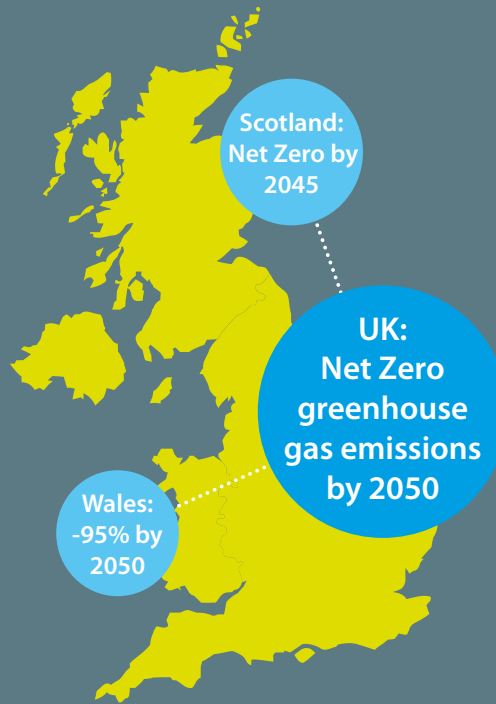 Scotland:
Net Zero by
2045
UK:
Net Zero
greenhouse
gas emissions
by 2050
Wales:
-95% by
2050